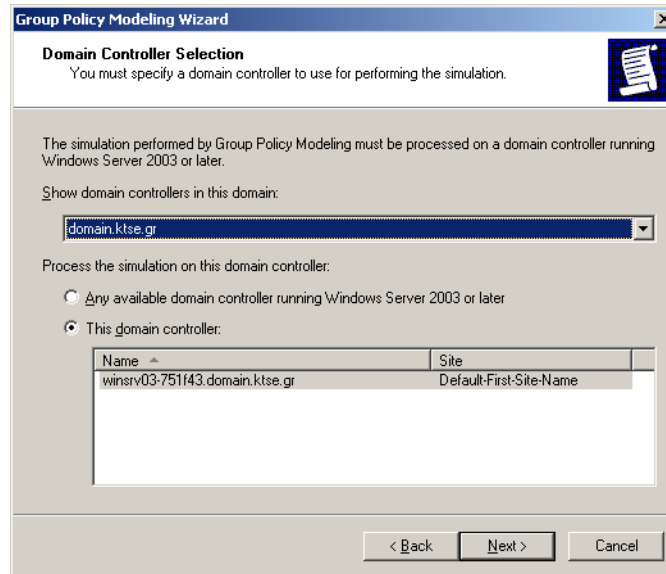 Group Policy Modeling Wizard
Domain Controller Selection
You must specify a domain controller to use for performing the simulation.
The simulation performed by Group Policy Modeling must be processed on a domain controller running
Windows Server 2003 or later.
Show domain controllers in this domain:
domain.ktse.gr
Process the simulation on this domain controller:
Any available domain controller running Windows Server 2003 or later
This domain controller:
Name Site
winsrv03-751f43.domain.ktse.gr Default-First-Site-Name
< Back Next > Cancel